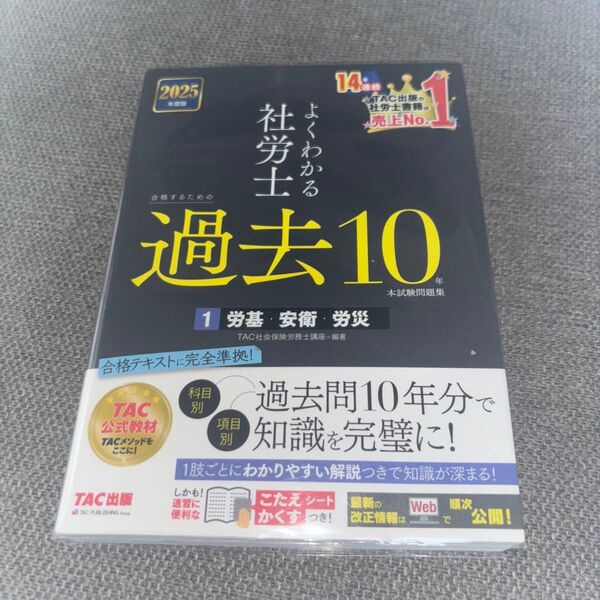 2025
年度版
14年連続
TAC出版の
社労士書籍は
売上No.1
よくわかる
社労士
合格するための
過去10年
本試験問題集
1 労基・安衛・労災
TAC社会保険労務士講座・編著
合格テキストに完全準拠!
TAC
公式教材
TACメソッドを
ここに!
科目別
項目別
過去問10年分で
知識を完璧に!
1肢ごとにわかりやすい解説つきで知識が深まる!
TAC出版
TAC PUBLISHING Group
しかも!
速習に
便利な
こたえかくすシートつき!
最新の
改正情報は
Webで
順次
公開!